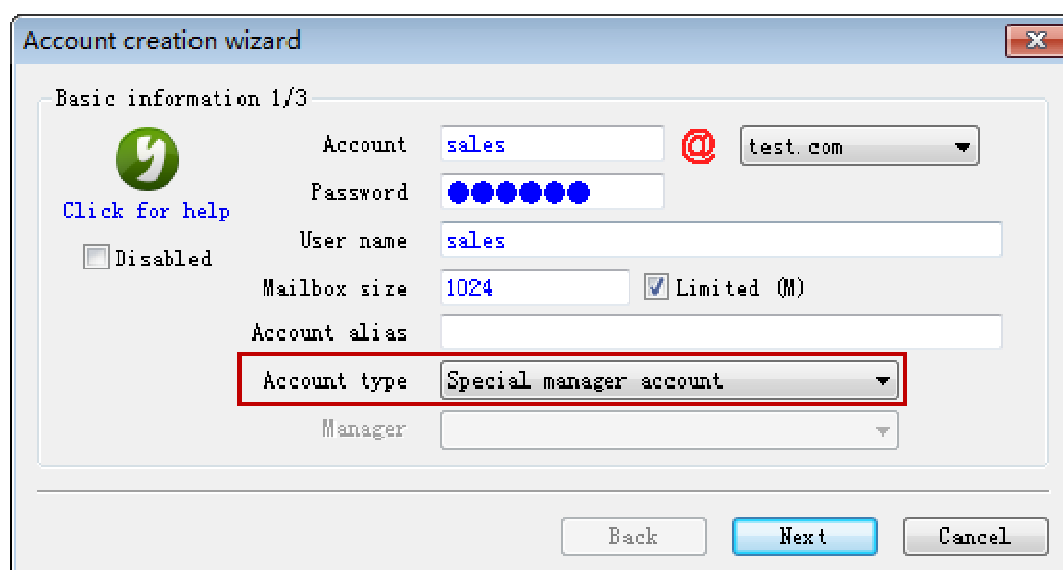 Account creation wizard
Basic information 1/3
Account sales @ test.com
Password ●●●●●●
Click for help
User name sales
Disabled
Mailbox size 1024 Limited (M)
Account alias
Account type Special manager account
Manager
Back Next Cancel